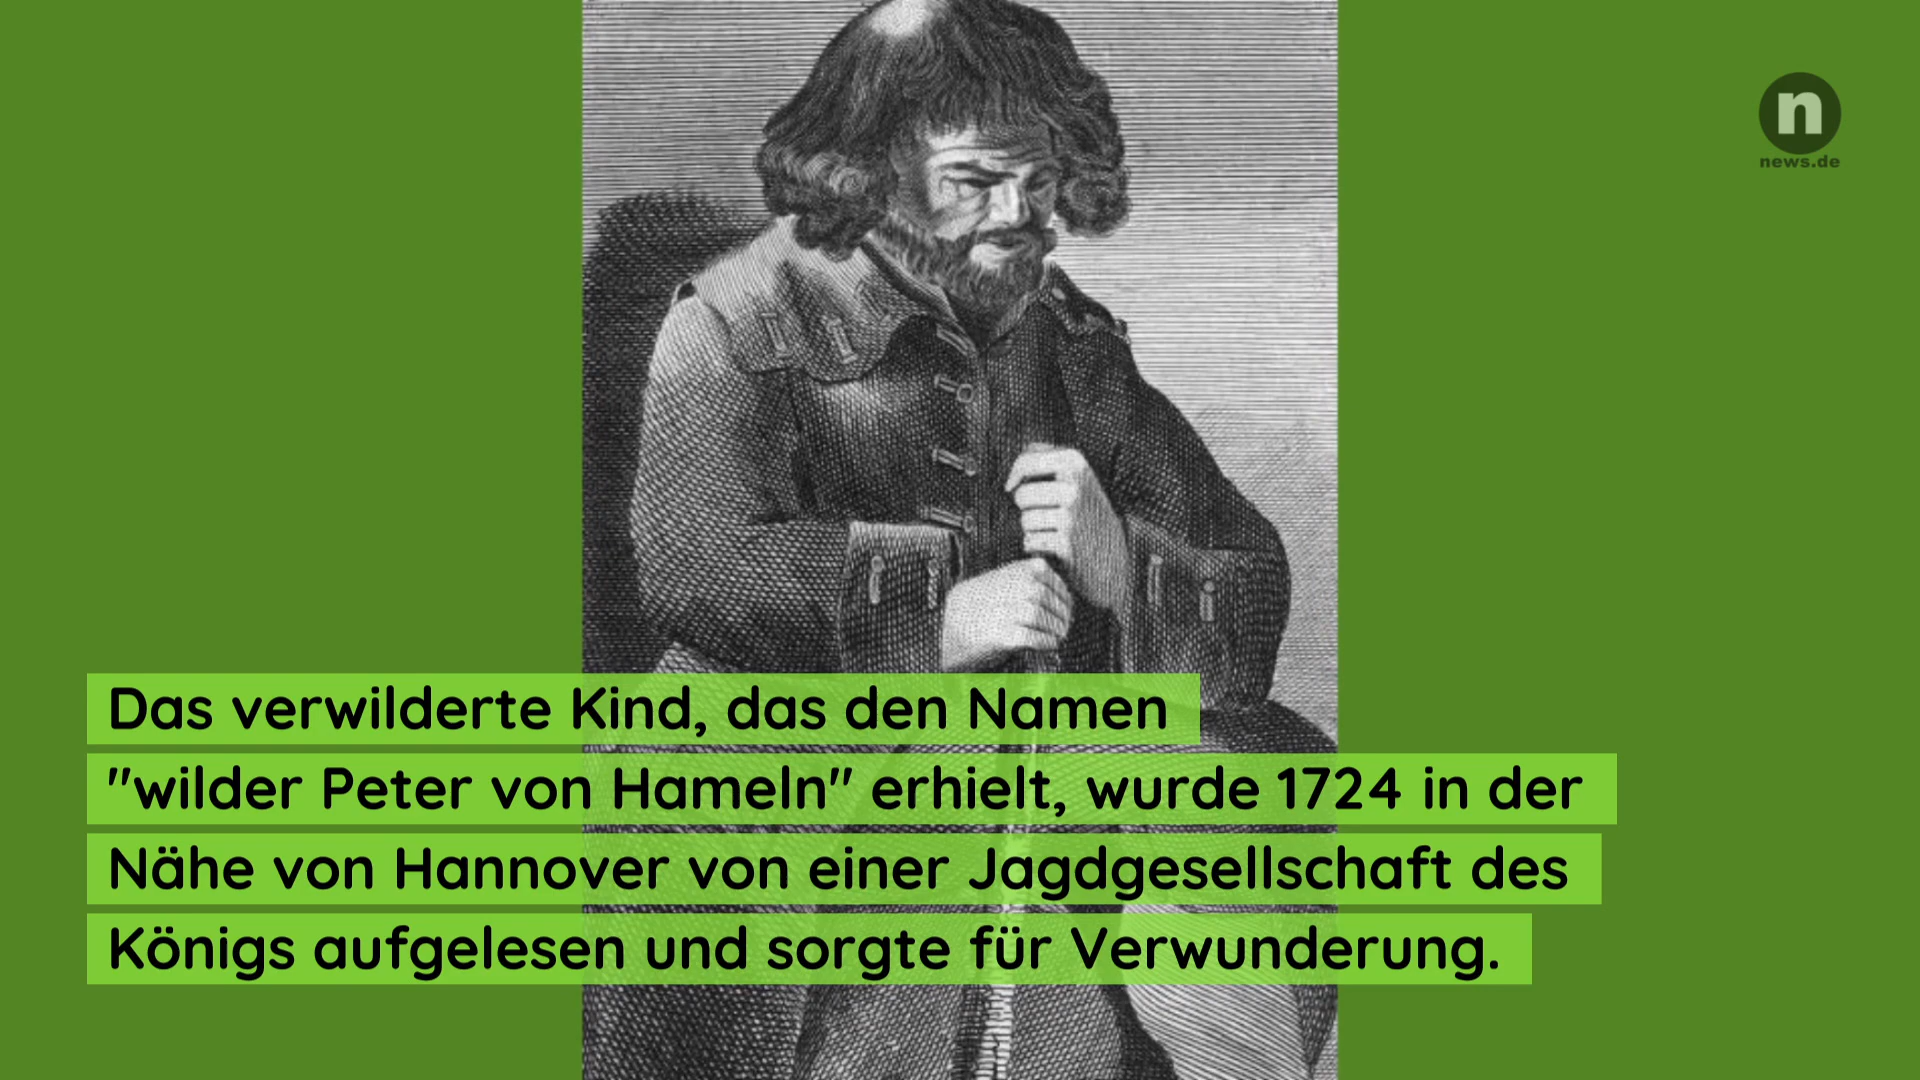 n
news.de
Das verwilderte Kind, das den Namen
"wilder Peter von Hameln" erhielt, wurde 1724 in der
Nähe von Hannover von einer Jagdgesellschaft des
Königs aufgelesen und sorgte für Verwunderung.